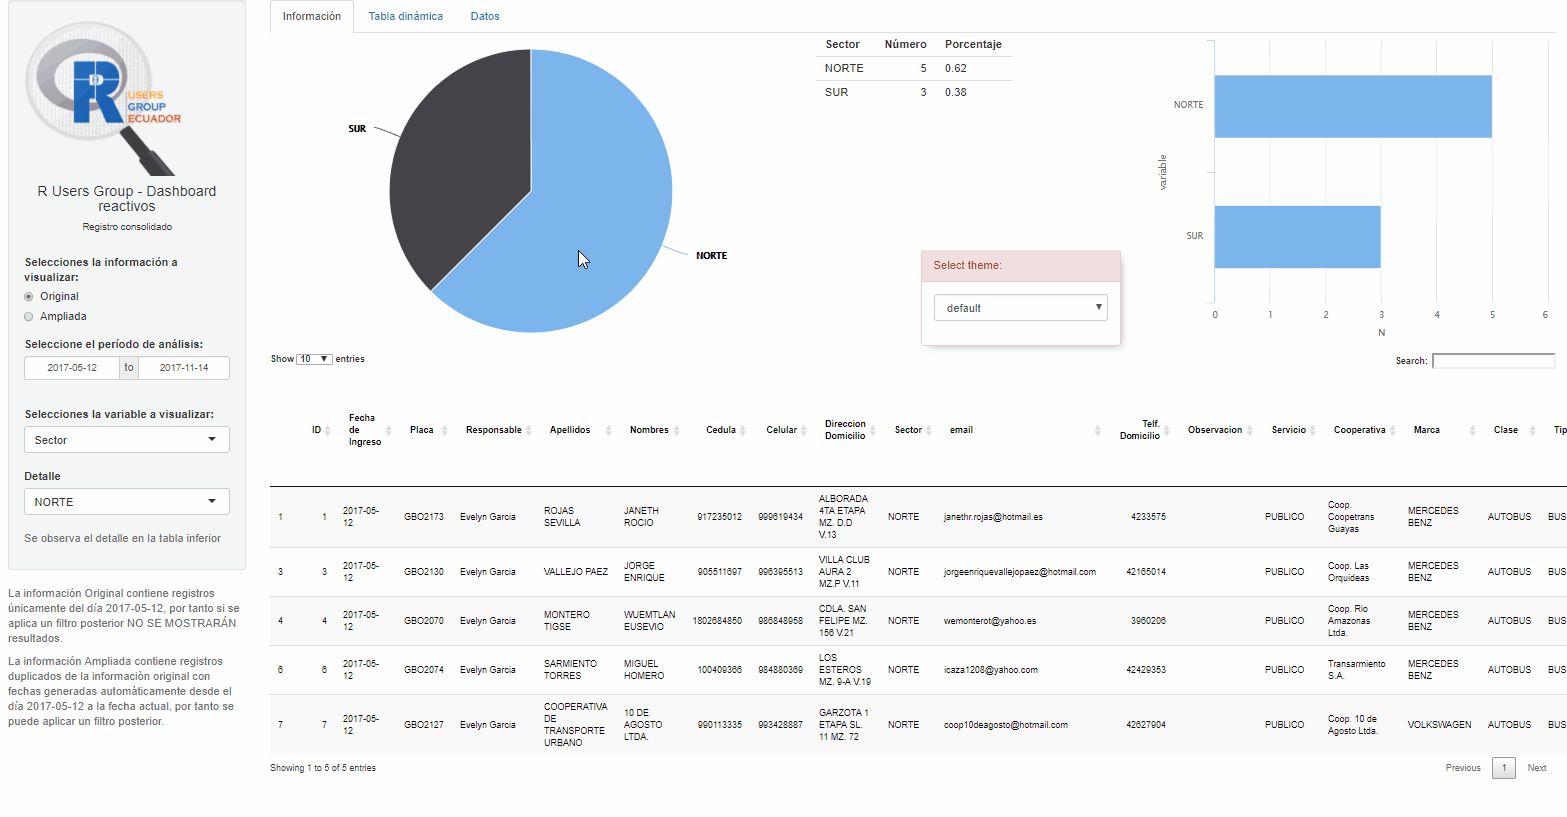 USERS
GROUP
ECUADOR
R Users Group - Dashboard
reactivos
Registro consolidado
Selecciones la información a
visualizar:
Original
Ampliada
Seleccione el período de análisis:
2017-05-12 to 2017-11-14
Selecciones la variable a visualizar:
Sector
Detalle
NORTE
Se observa el detalle en la tabla inferior
La información Original contiene registros
únicamente del día 2017-05-12, por tanto si se
aplica un filtro posterior NO SE MOSTRARÁN
resultados.
La información Ampliada contiene registros
duplicados de la informaciòn original con
fechas generadas automàticamente desde el
día 2017-05-12 a la fecha actual, por tanto se
puede aplicar un filtro posterior.
Información Tabla dinámica Datos
SUR
NORTE
Sector Número Porcentaje
NORTE 5 0.62
SUR 3 0.38
Select theme:
default
NORTE
SUR
variable
0 1 2 3 4 5 6
N
Show 10 entries
Search:
ID Fecha de Ingreso Placa Responsable Apellidos Nombres Cedula Celular Direccion Domicilio Sector email Telf. Domicilio Observacion Servicio Cooperativa Marca Clase Tip
1 1 2017-05-12 GBO2173 Evelyn Garcia ROJAS SEVILLA JANETH ROCIO 917235012 999619434 ALBORADA 4TA ETAPA MZ. D.D V.13 NORTE janethr.rojas@hotmail.es 4233575 PUBLICO Coop. Coopetrans Guayas MERCEDES BENZ AUTOBUS BUS
3 3 2017-05-12 GBO2130 Evelyn Garcia VALLEJO PAEZ JORGE ENRIQUE 905511697 996395513 VILLA CLUB AURA 2 MZ.P V.11 NORTE jorgeenriquevallejopaez@hotmail.com 42165014 PUBLICO Coop. Las Orquideas MERCEDES BENZ AUTOBUS BUS
4 4 2017-05-12 GBO2070 Evelyn Garcia MONTERO TIGSE WUEMTLAN EUSEVIO 1802684850 986848958 CDLA. SAN FELIPE MZ. 156 V.21 NORTE wemonterot@yahoo.es 3960206 PUBLICO Coop. Rio Amazonas Ltda. MERCEDES BENZ AUTOBUS BUS
6 6 2017-05-12 GBO2074 Evelyn Garcia SARMIENTO TORRES MIGUEL HOMERO 100409366 984880369 LOS ESTEROS MZ. 9-A V.19 NORTE icaza1208@yahoo.com 42429353 PUBLICO Transarmiento S.A. MERCEDES BENZ AUTOBUS BUS
7 7 2017-05-12 GBO2127 Evelyn Garcia COOPERATIVA DE TRANSPORTE URBANO 10 DE AGOSTO LTDA. 990113335 993428887 GARZOTA 1 ETAPA SL. 11 MZ. 72 NORTE coop10deagosto@hotmail.com 42627904 PUBLICO Coop. 10 de Agosto Ltda. VOLKSWAGEN AUTOBUS BUS
Showing 1 to 5 of 5 entries
Previous 1 Next